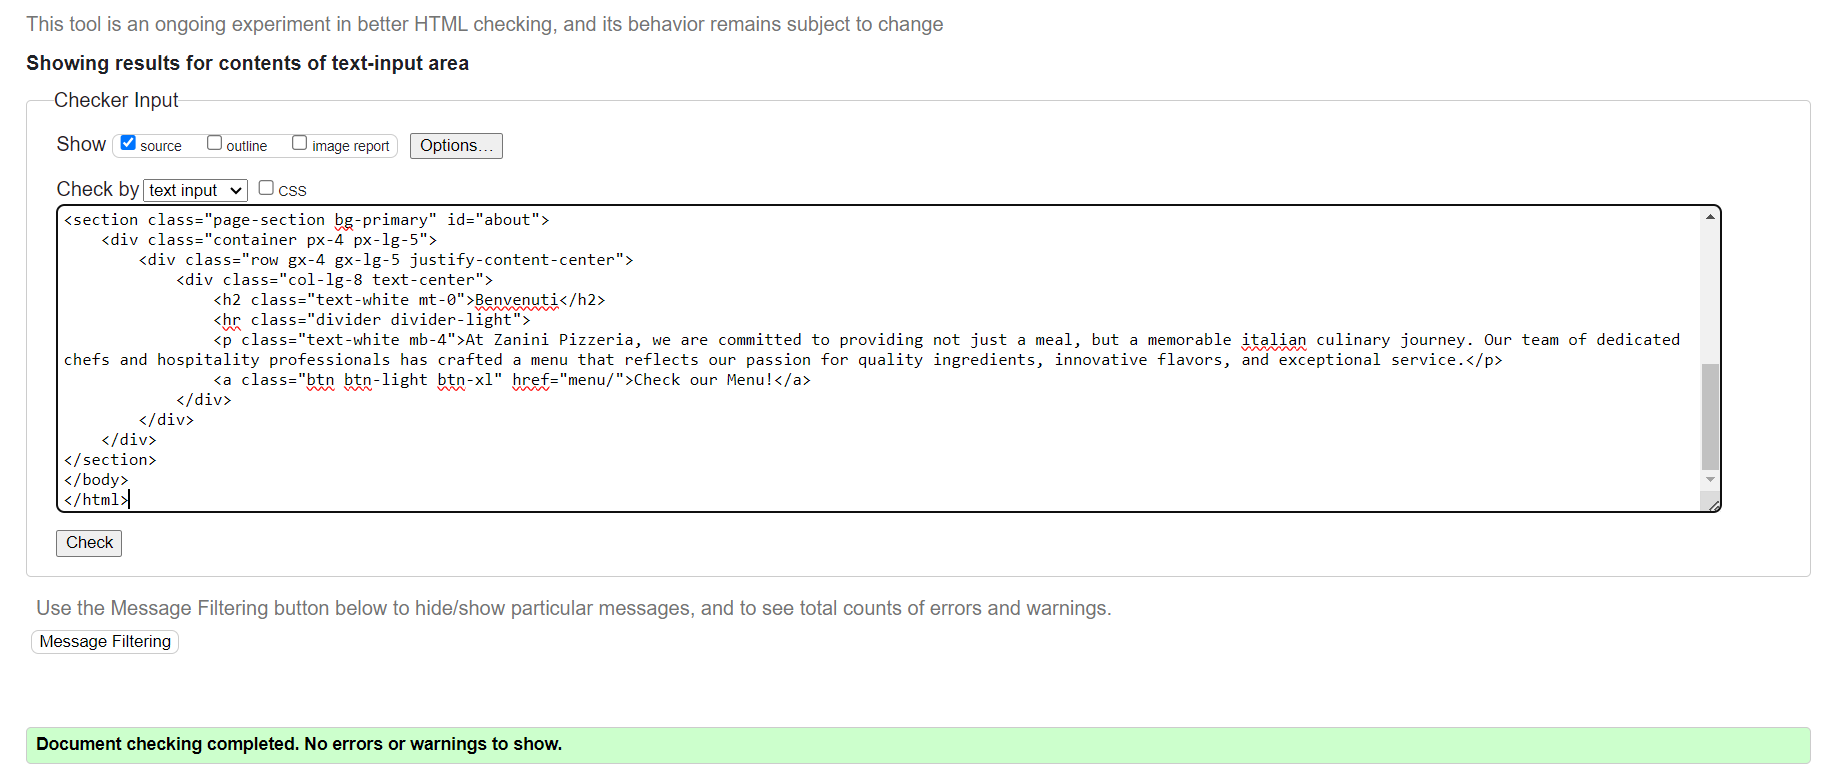 This tool is an ongoing experiment in better HTML checking, and its behavior remains subject to change
Showing results for contents of text-input area
Checker Input
Show source outline image report Options...
Check by text input CSS
<section class="page-section bg-primary" id="about">
<div class="container px-4 px-lg-5">
<div class="row gx-4 gx-lg-5 justify-content-center">
<div class="col-lg-8 text-center">
<h2 class="text-white mt-0">Benvenuti</h2>
<hr class="divider divider-light">
<p class="text-white mb-4">At Zanini Pizzeria, we are committed to providing not just a meal, but a memorable italian culinary journey. Our team of dedicated
chefs and hospitality professionals has crafted a menu that reflects our passion for quality ingredients, innovative flavors, and exceptional service.</p>
<a class="btn btn-light btn-xl" href="menu/">Check our Menu!</a>
</div>
</div>
</div>
</section>
</body>
</html>
Check
Use the Message Filtering button below to hide/show particular messages, and to see total counts of errors and warnings.
Message Filtering
Document checking completed. No errors or warnings to show.